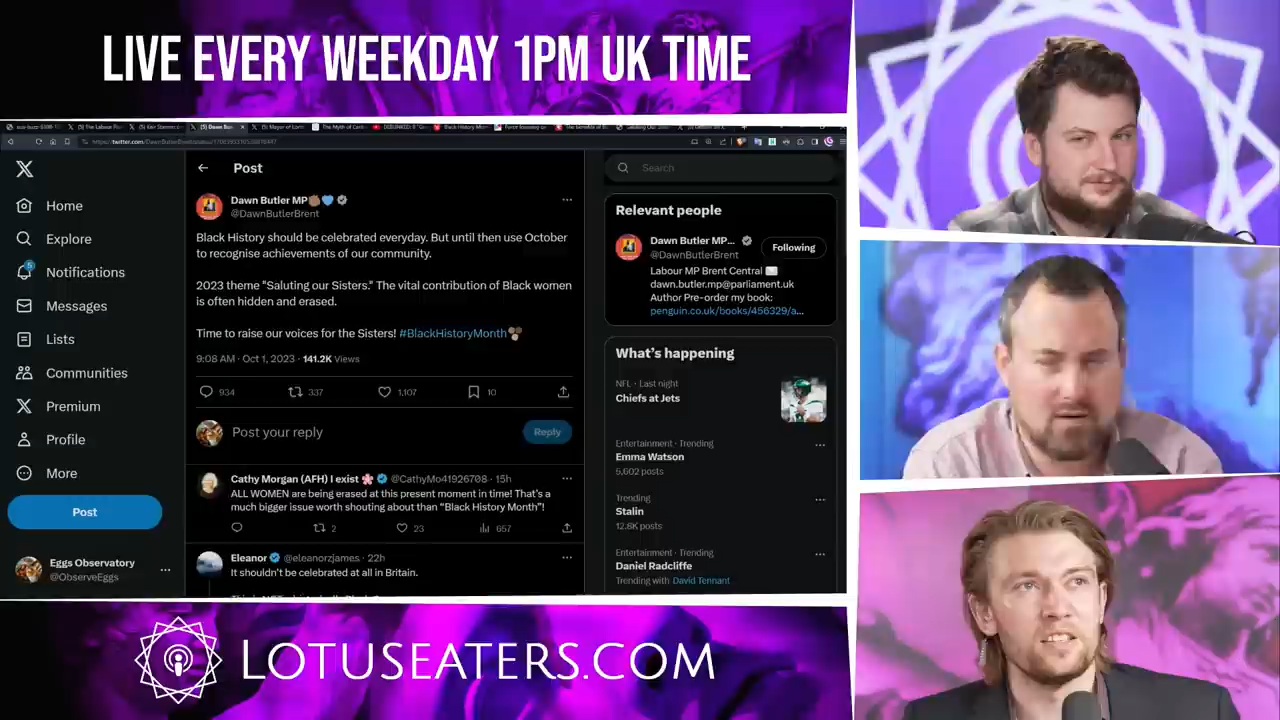 LIVE EVERY WEEKDAY 1PM UK TIME
Post
Search
Home
Explore
Notifications
5
Messages
Lists
Communities
Premium
Profile
More
Post
Eggs Observatory
@ObserveEggs
Dawn Butler MP
@DawnButlerBrent
Black History should be celebrated everyday. But until then use October
to recognise achievements of our community.
2023 theme "Saluting our Sisters." The vital contribution of Black women
is often hidden and erased.
Time to raise our voices for the Sisters! #BlackHistoryMonth
9:08 AM · Oct 1, 2023 · 141.2K Views
934 337 1,107 10
Post your reply
Reply
Cathy Morgan (AFH) I exist @CathyMo41926708 · 15h
ALL WOMEN are being erased at this present moment in time! That's a
much bigger issue worth shouting about than "Black History Month"!
2 23 657
Eleanor @eleanorzjames · 22h
It shouldn't be celebrated at all in Britain.
Relevant people
Dawn Butler MP...
@DawnButlerBrent
Following
Labour MP Brent Central
dawn.butler.mp@parliament.uk
Author Pre-order my book:
penguin.co.uk/books/456329/a...
What's happening
NFL · Last night
Chiefs at Jets
Entertainment · Trending
Emma Watson
5,602 posts
Trending
Stalin
12.8K posts
Entertainment · Trending
Daniel Radcliffe
Trending with David Tennant
LOTUSEATERS.COM